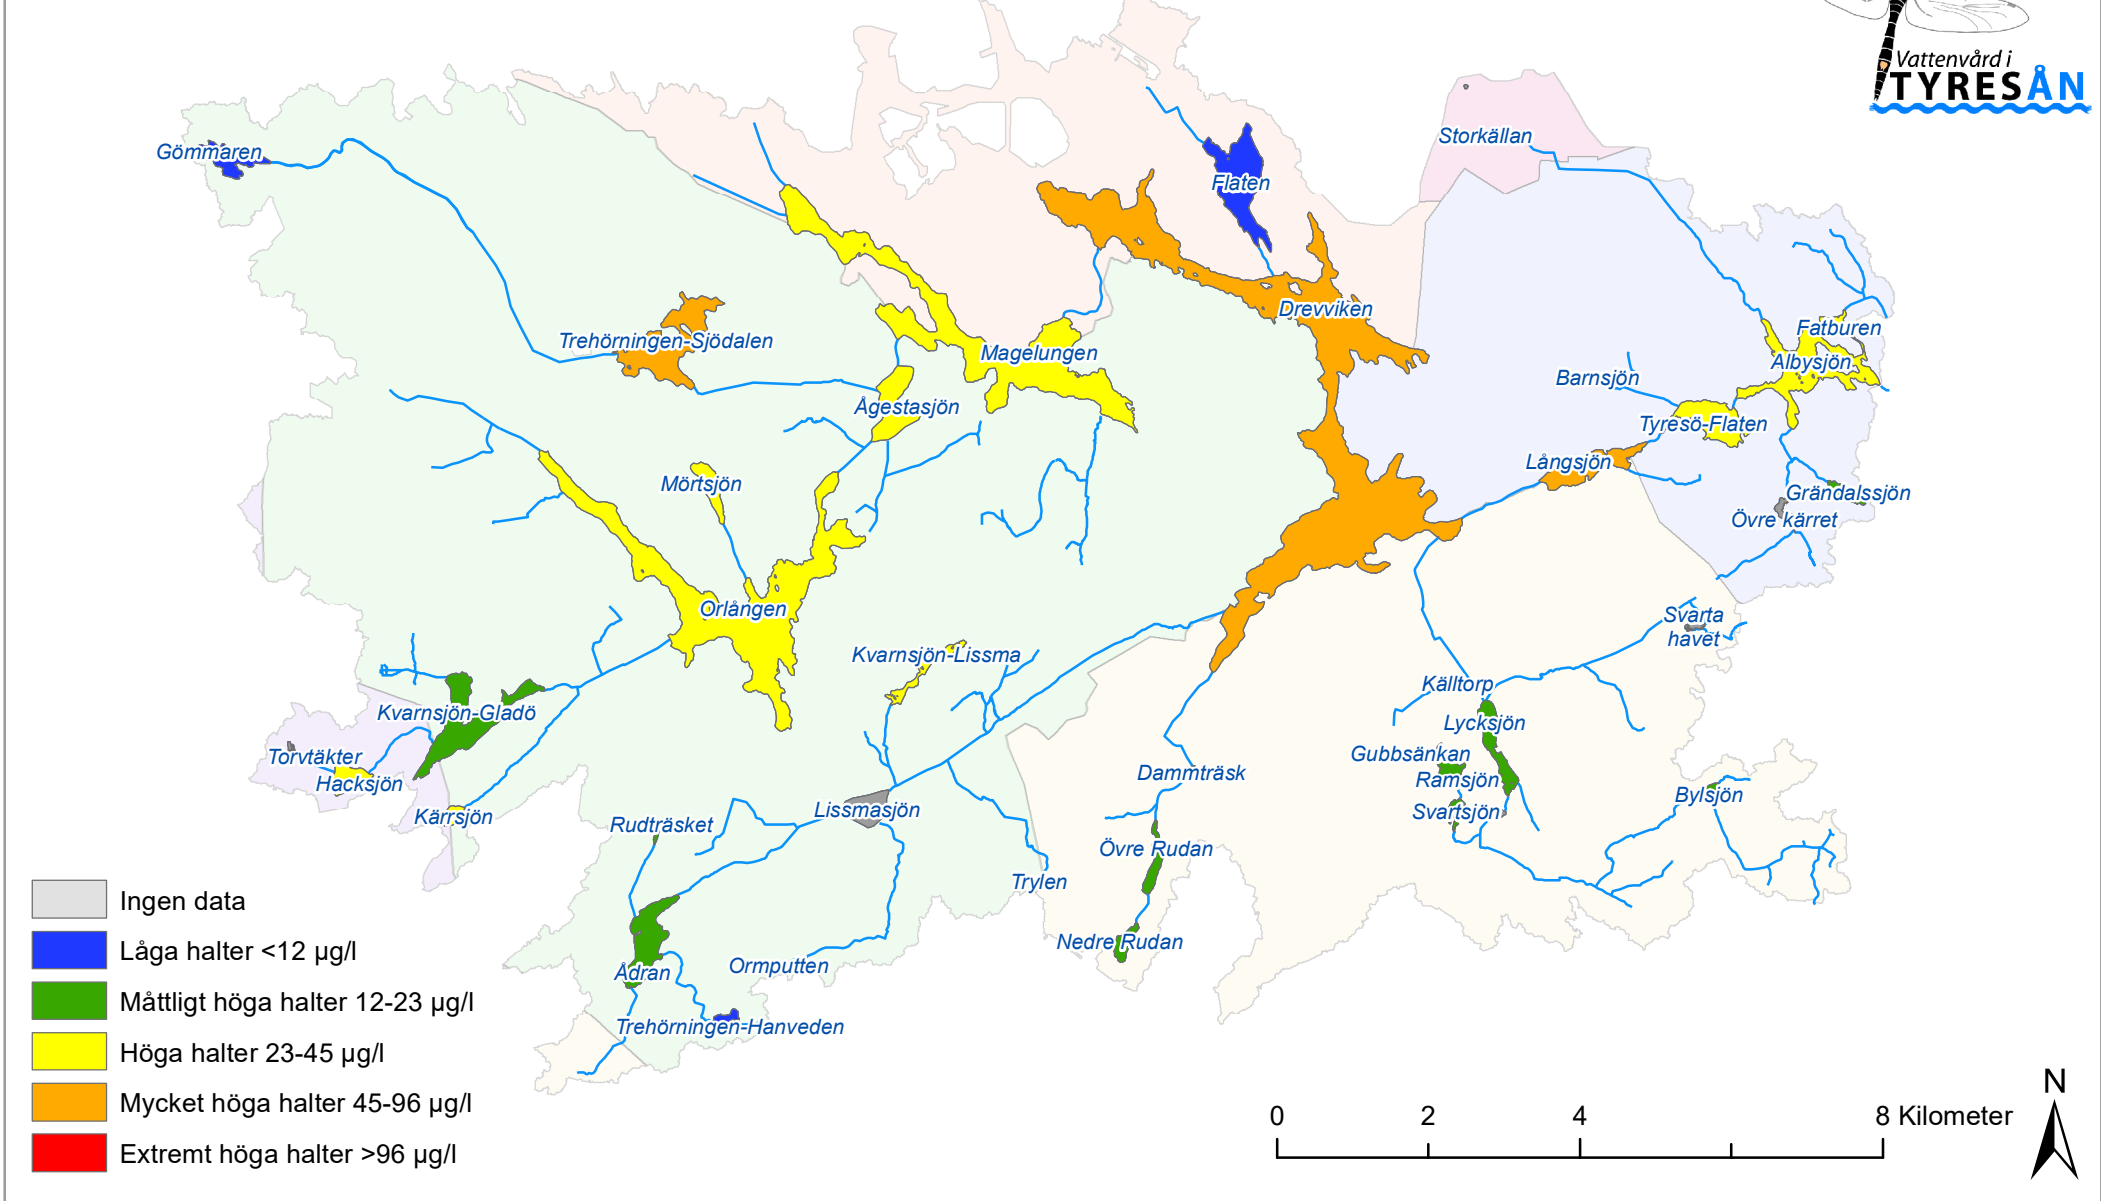 Vattenvård i
TYRESÅN
Storkällan
Gömmaren
Flaten
Drevviken
Fatburen
Trehörningen-Sjödalen
Magelungen
Albysjön
Barnsjön
Ågestasjön
Tyresö-Flaten
Långsjön
Mörtsjön
Grändalssjön
Övre kärret
Orlången
Svarta
havet
Kvarnsjön-Lissma
Källtorp
Kvarnsjön-Gladö
Lycksjön
Torvtäkter
Gubbsänkan
Hacksjön
Dammträsk
Ramsjön
Bylsjön
Kärrsjön
Lissmasjön
Svartsjön
Rudträsket
Övre Rudan
Trylen
Nedre Rudan
Ådran
Ormputten
Trehörningen-Hanveden
Ingen data
Låga halter <12 µg/l
Måttligt höga halter 12-23 µg/l
Höga halter 23-45 µg/l
Mycket höga halter 45-96 µg/l
Extremt höga halter >96 µg/l
0 2 4 8 Kilometer
N